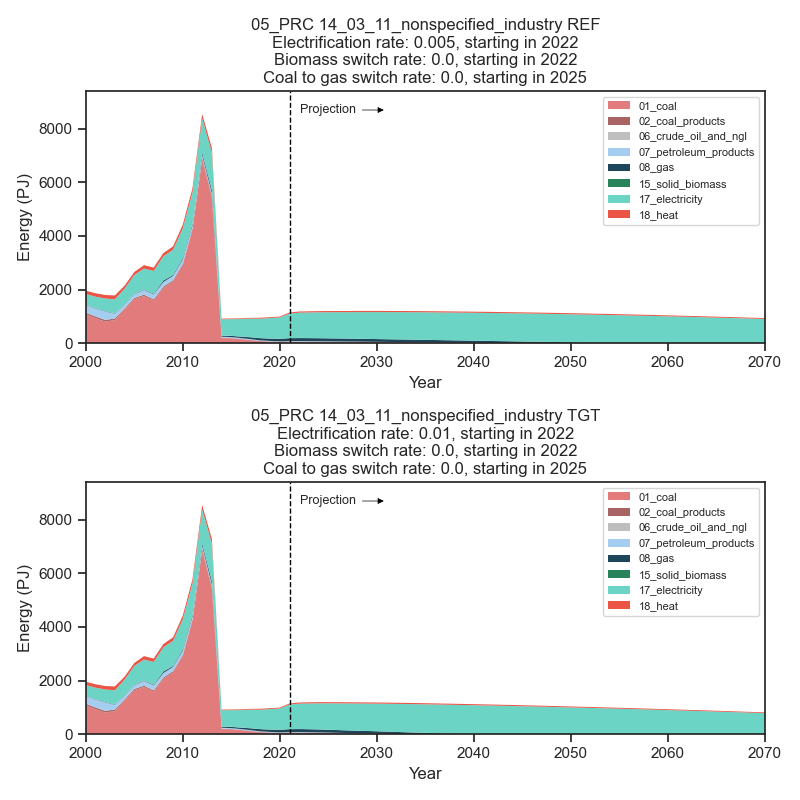 05_PRC 14_03_11_nonspecified_industry REF
Electrification rate: 0.005, starting in 2022
Biomass switch rate: 0.0, starting in 2022
Coal to gas switch rate: 0.0, starting in 2025
Projection
01_coal
02_coal_products
06_crude_oil_and_ngl
07_petroleum_products
08_gas
15_solid_biomass
17_electricity
18_heat
Energy (PJ)
8000
6000
4000
2000
0
2000 2010 2020 2030 2040 2050 2060 2070
Year
05_PRC 14_03_11_nonspecified_industry TGT
Electrification rate: 0.01, starting in 2022
Biomass switch rate: 0.0, starting in 2022
Coal to gas switch rate: 0.0, starting in 2025
Projection
01_coal
02_coal_products
06_crude_oil_and_ngl
07_petroleum_products
08_gas
15_solid_biomass
17_electricity
18_heat
Energy (PJ)
8000
6000
4000
2000
0
2000 2010 2020 2030 2040 2050 2060 2070
Year